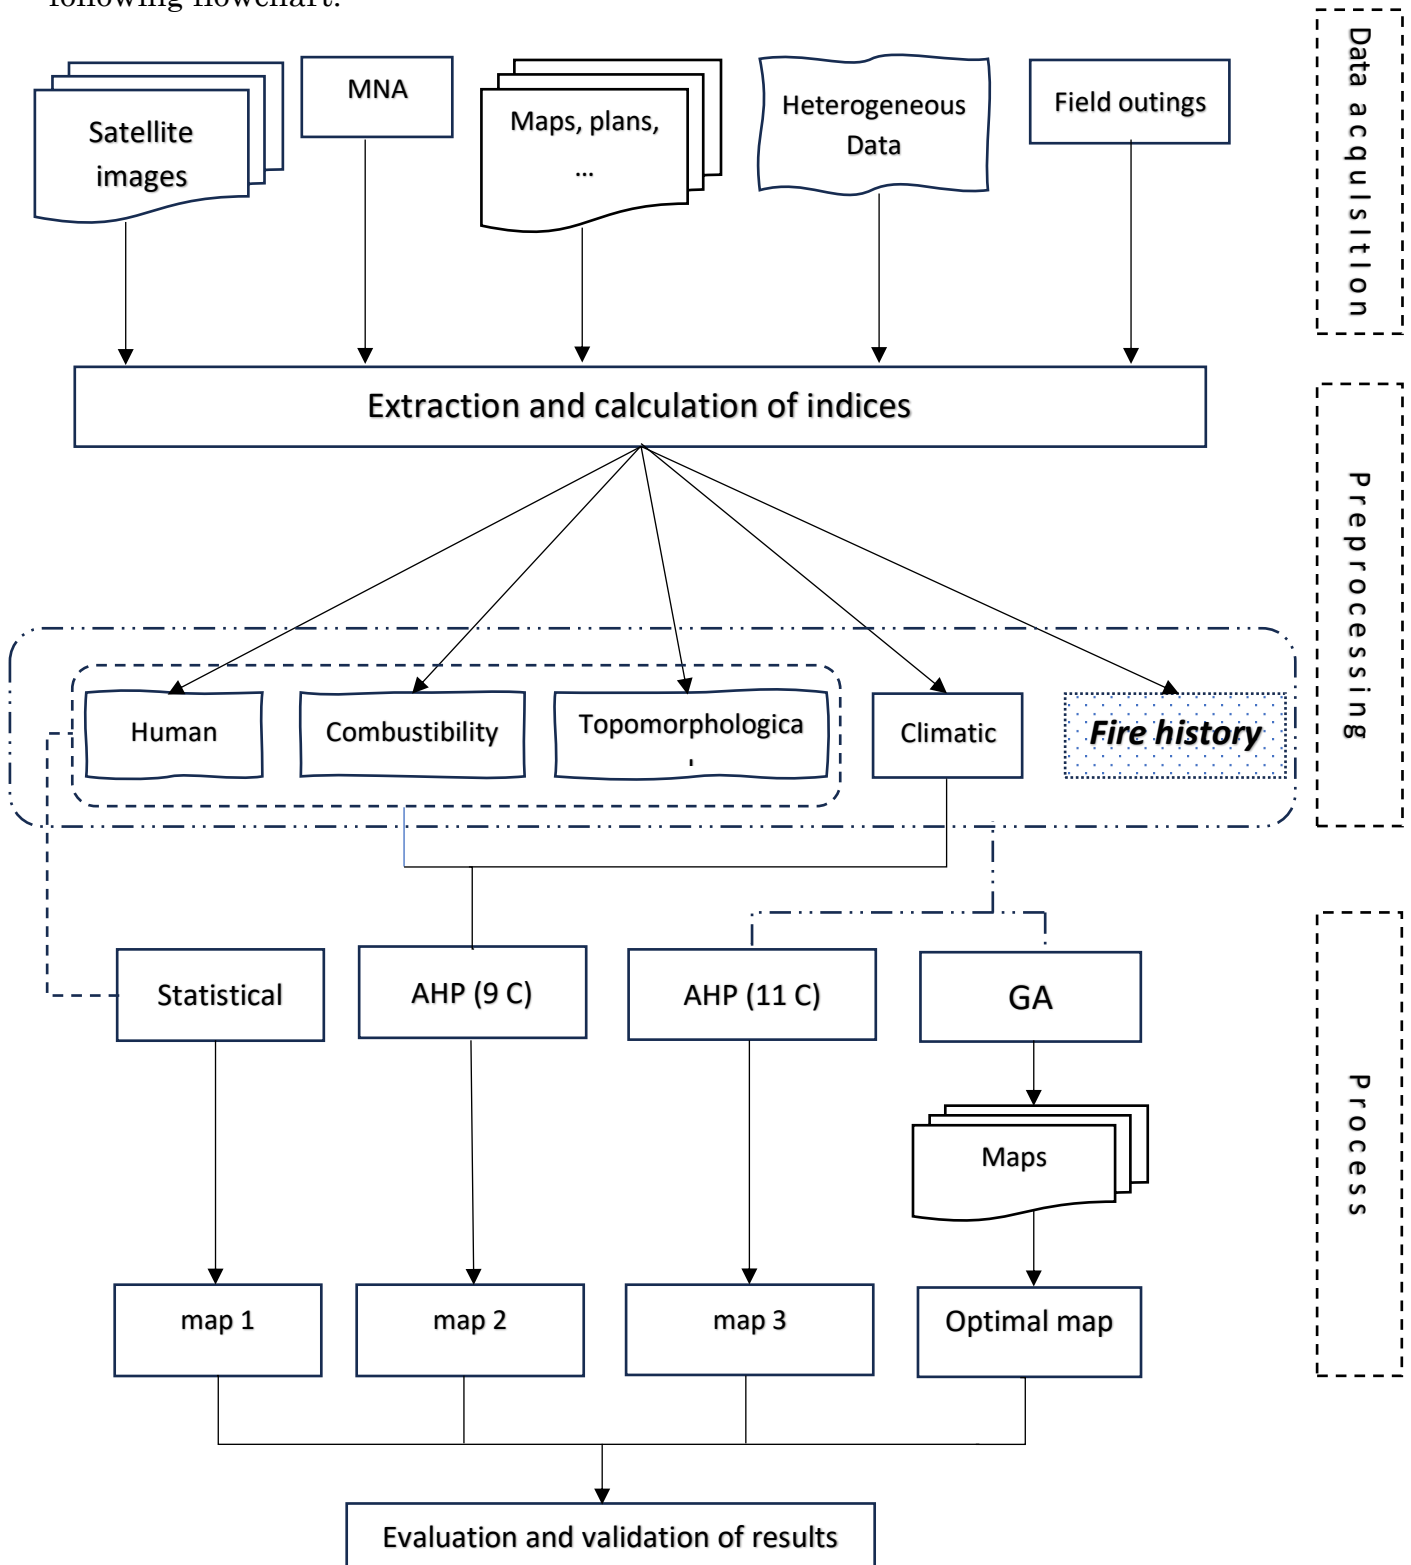 following flowchart.
Satellite
images
MNA
Maps, plans,
...
Heterogeneous
Data
Field outings
Data acquisition
Extraction and calculation of indices
Preprocessing
Human
Combustibility
Topomorphologica
Climatic
Fire history
Statistical
AHP (9 C)
AHP (11 C)
GA
Process
Maps
map 1
map 2
map 3
Optimal map
Evaluation and validation of results